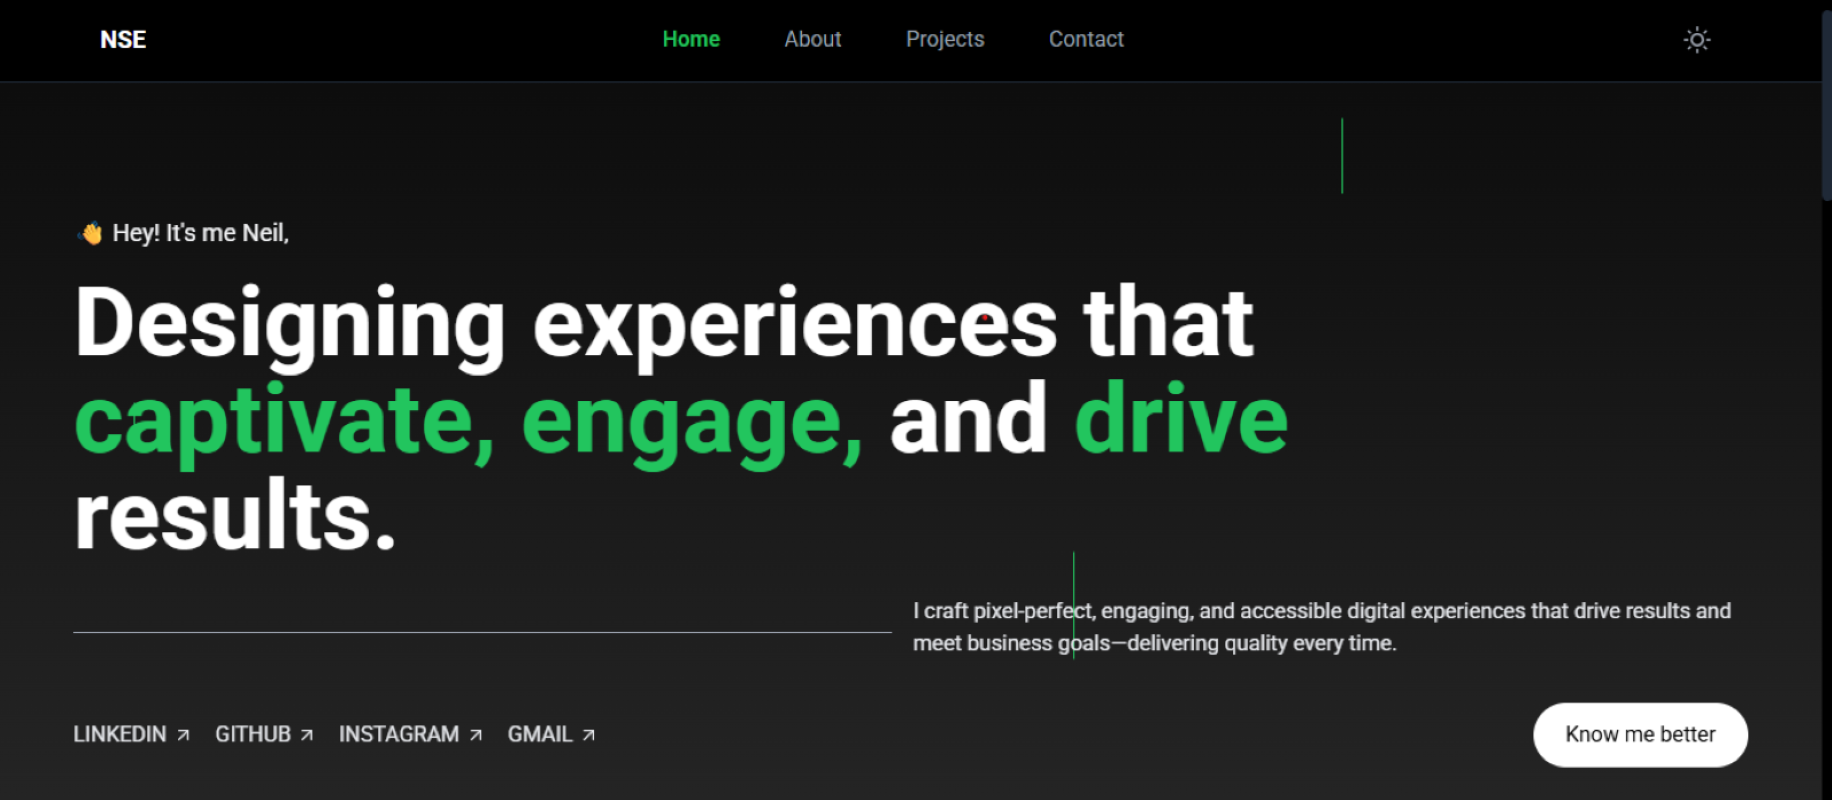 NSE
Home
About
Projects
Contact
👋 Hey! It's me Neil,
Designing experiences that
captivate, engage, and drive
results.
I craft pixel-perfect, engaging, and accessible digital experiences that drive results and
meet business goals—delivering quality every time.
LINKEDIN
GITHUB
INSTAGRAM
GMAIL
Know me better